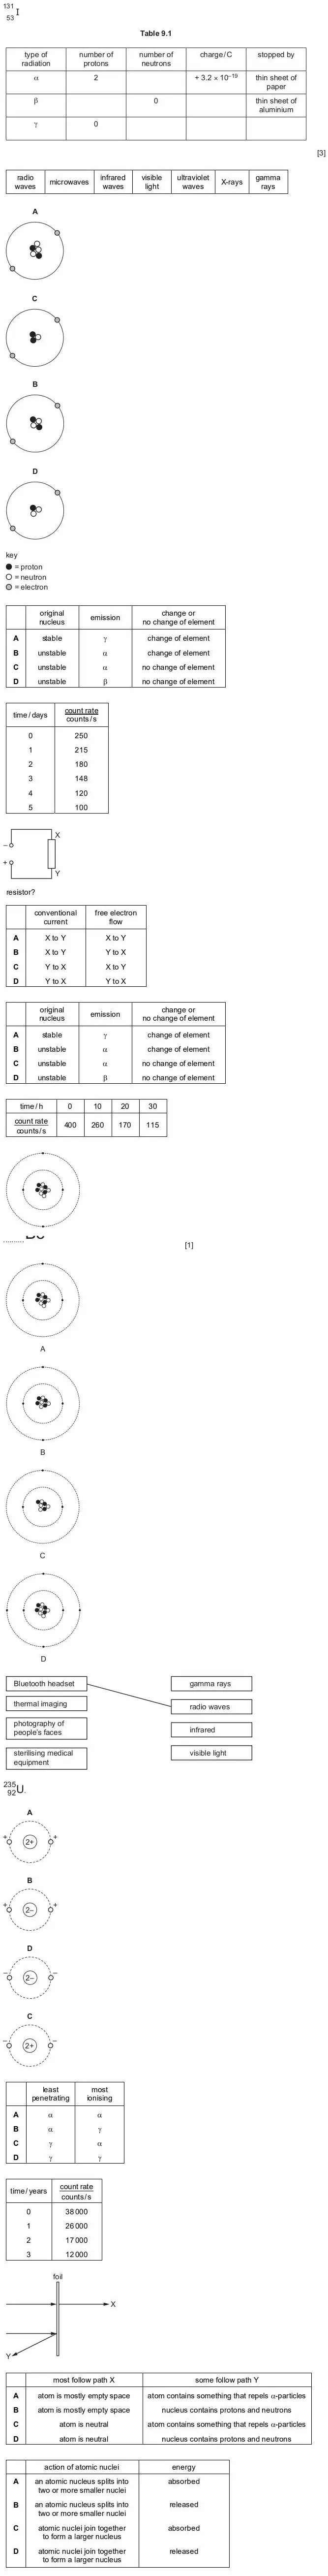 131
53 I
Table 9.1
type of radiation number of protons number of neutrons charge/C stopped by
α 2 + 3.2 × 10⁻¹⁹ thin sheet of paper
β 0 thin sheet of aluminium
γ 0
[3]
radio waves microwaves infrared waves visible light ultraviolet waves X-rays gamma rays
A
C
B
D
key
= proton
= neutron
= electron
original nucleus emission change or no change of element
A stable γ change of element
B unstable α change of element
C unstable α no change of element
D unstable β no change of element
time/days count rate counts/s
0 250
1 215
2 180
3 148
4 120
5 100
– X
+ Y
resistor?
conventional current free electron flow
A X to Y X to Y
B X to Y Y to X
C Y to X X to Y
D Y to X Y to X
original nucleus emission change or no change of element
A stable γ change of element
B unstable α change of element
C unstable α no change of element
D unstable β no change of element
time/h 0 10 20 30
count rate counts/s 400 260 170 115
[1]
A
B
C
D
Bluetooth headset gamma rays
thermal imaging radio waves
photography of people's faces infrared
sterilising medical equipment visible light
235
92 U.
A
+ 2+ +
B
+ 2– +
D
– 2– –
C
– 2+ –
least penetrating most ionising
A α α
B α γ
C γ α
D γ γ
time/years count rate counts/s
0 38 000
1 26 000
2 17 000
3 12 000
foil
X
Y
most follow path X some follow path Y
A atom is mostly empty space atom contains something that repels α-particles
B atom is mostly empty space nucleus contains protons and neutrons
C atom is neutral atom contains something that repels α-particles
D atom is neutral nucleus contains protons and neutrons
action of atomic nuclei energy
A an atomic nucleus splits into two or more smaller nuclei absorbed
B an atomic nucleus splits into two or more smaller nuclei released
C atomic nuclei join together to form a larger nucleus absorbed
D atomic nuclei join together to form a larger nucleus released